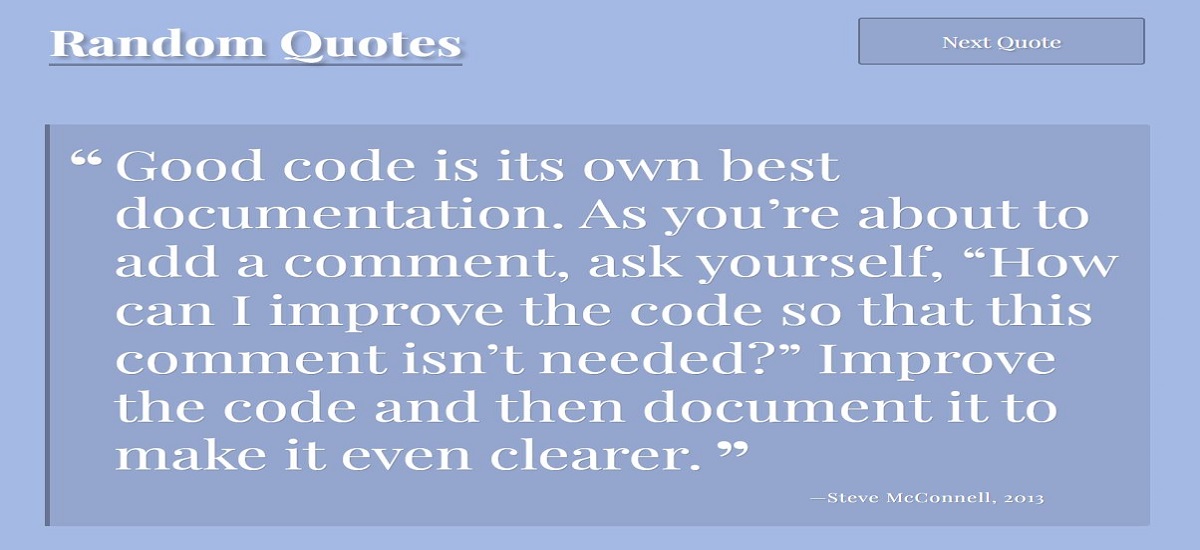 Random Quotes
Next Quote
“ Good code is its own best
documentation. As you’re about to
add a comment, ask yourself, “How
can I improve the code so that this
comment isn’t needed?” Improve
the code and then document it to
make it even clearer. ”
—Steve McConnell, 2013